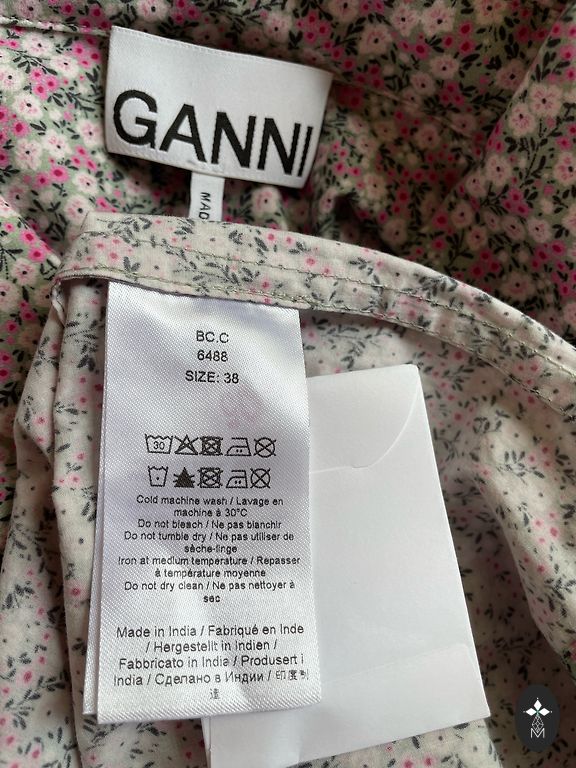 GANNI
MAD
BC.C
6488
SIZE: 38
30
Cold machine wash / Lavage en
machine à 30°C
Do not bleach / Ne pas blanchir
Do not tumble dry / Ne pas utiliser de
sèche-linge
Iron at medium temperature / Repasser
à température moyenne
Do not dry clean / Ne pas nettoyer à
sec
Made in India / Fabriqué en Inde
/ Hergestellt in Indien /
Fabbricato in India / Produsert i
India / Сделано в Индии / 印度制
造
M